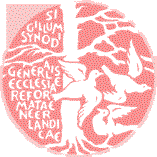 SI
GILLUM
SYNODI
GENERALIS
ECCLESIAE
REFOR
MATAE
NEER
LANDI
CAE